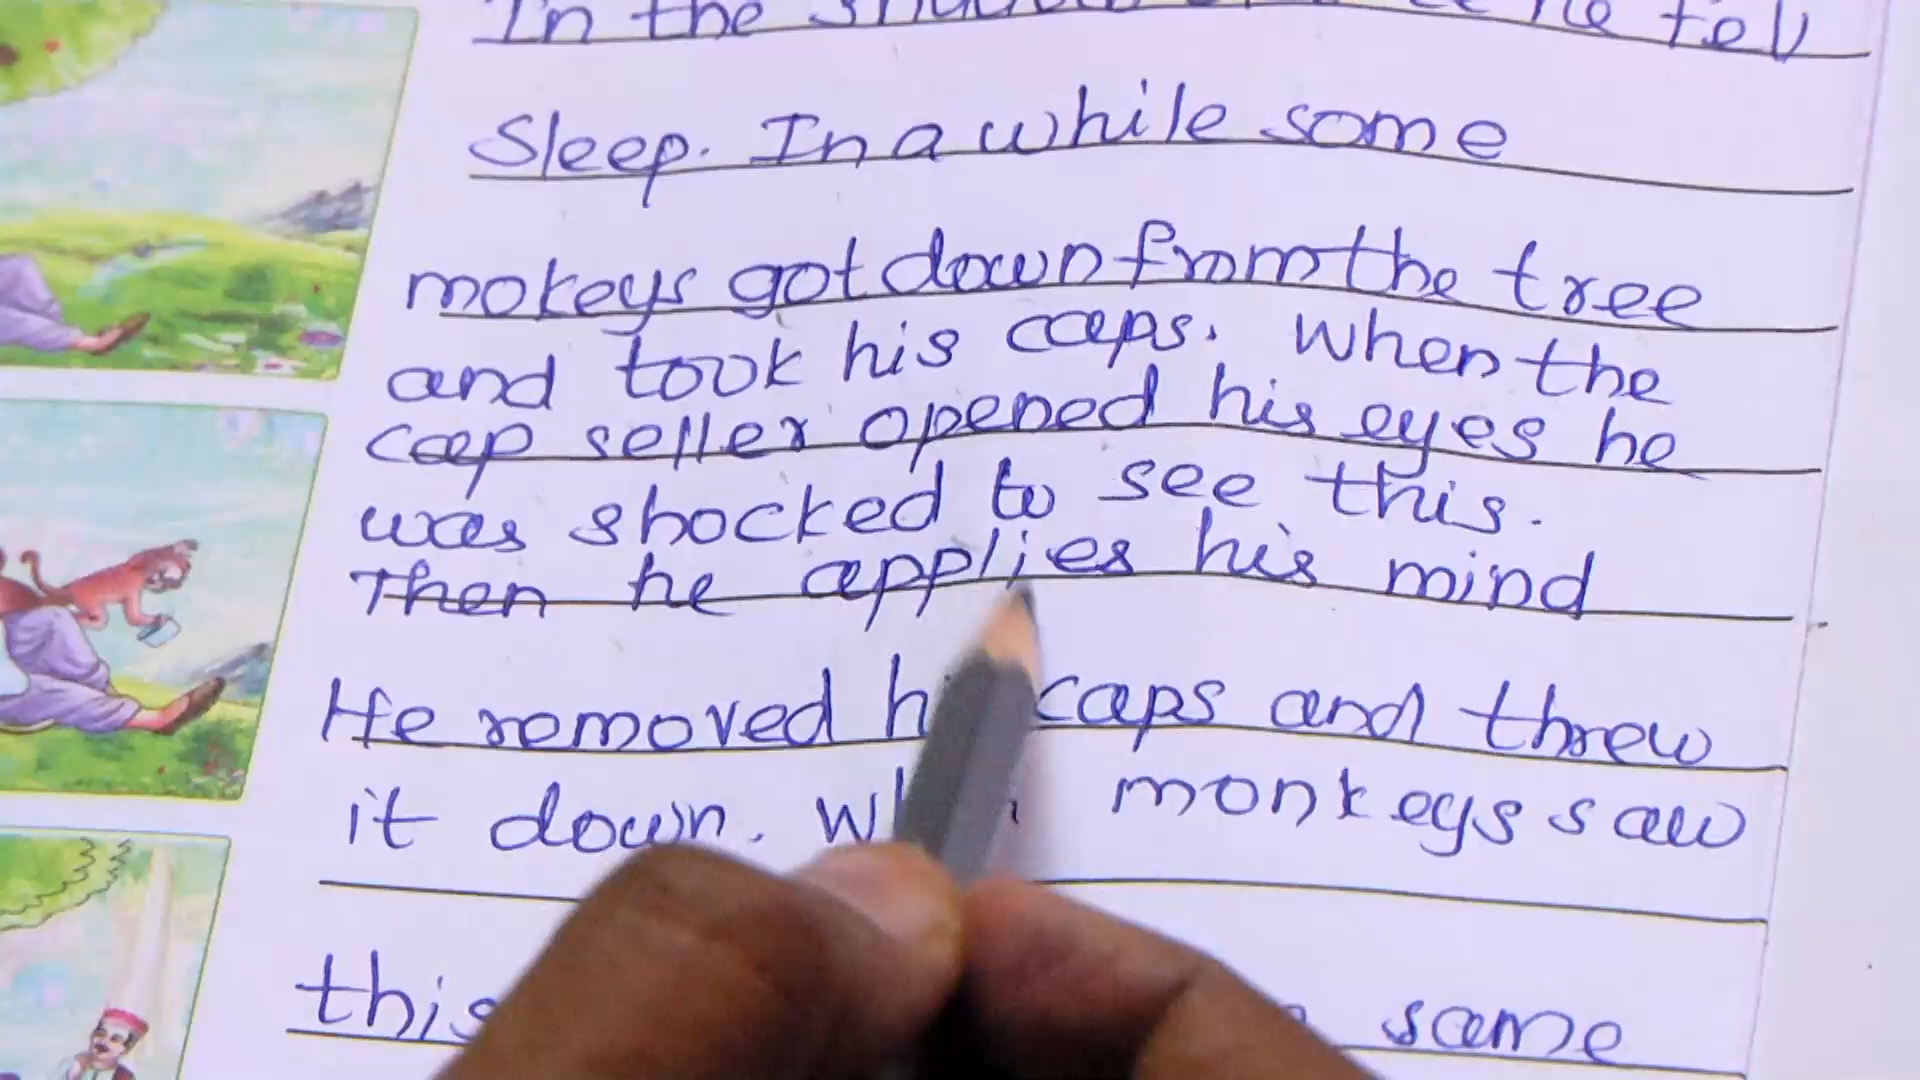 In the he fell
Sleep. In a while some
mokeys got down from the tree
and took his caps. When the
cap seller opened his eyes he
was shocked to see this.
Then he applies his mind
He removed caps and threw
it down. monkeys saw
this same